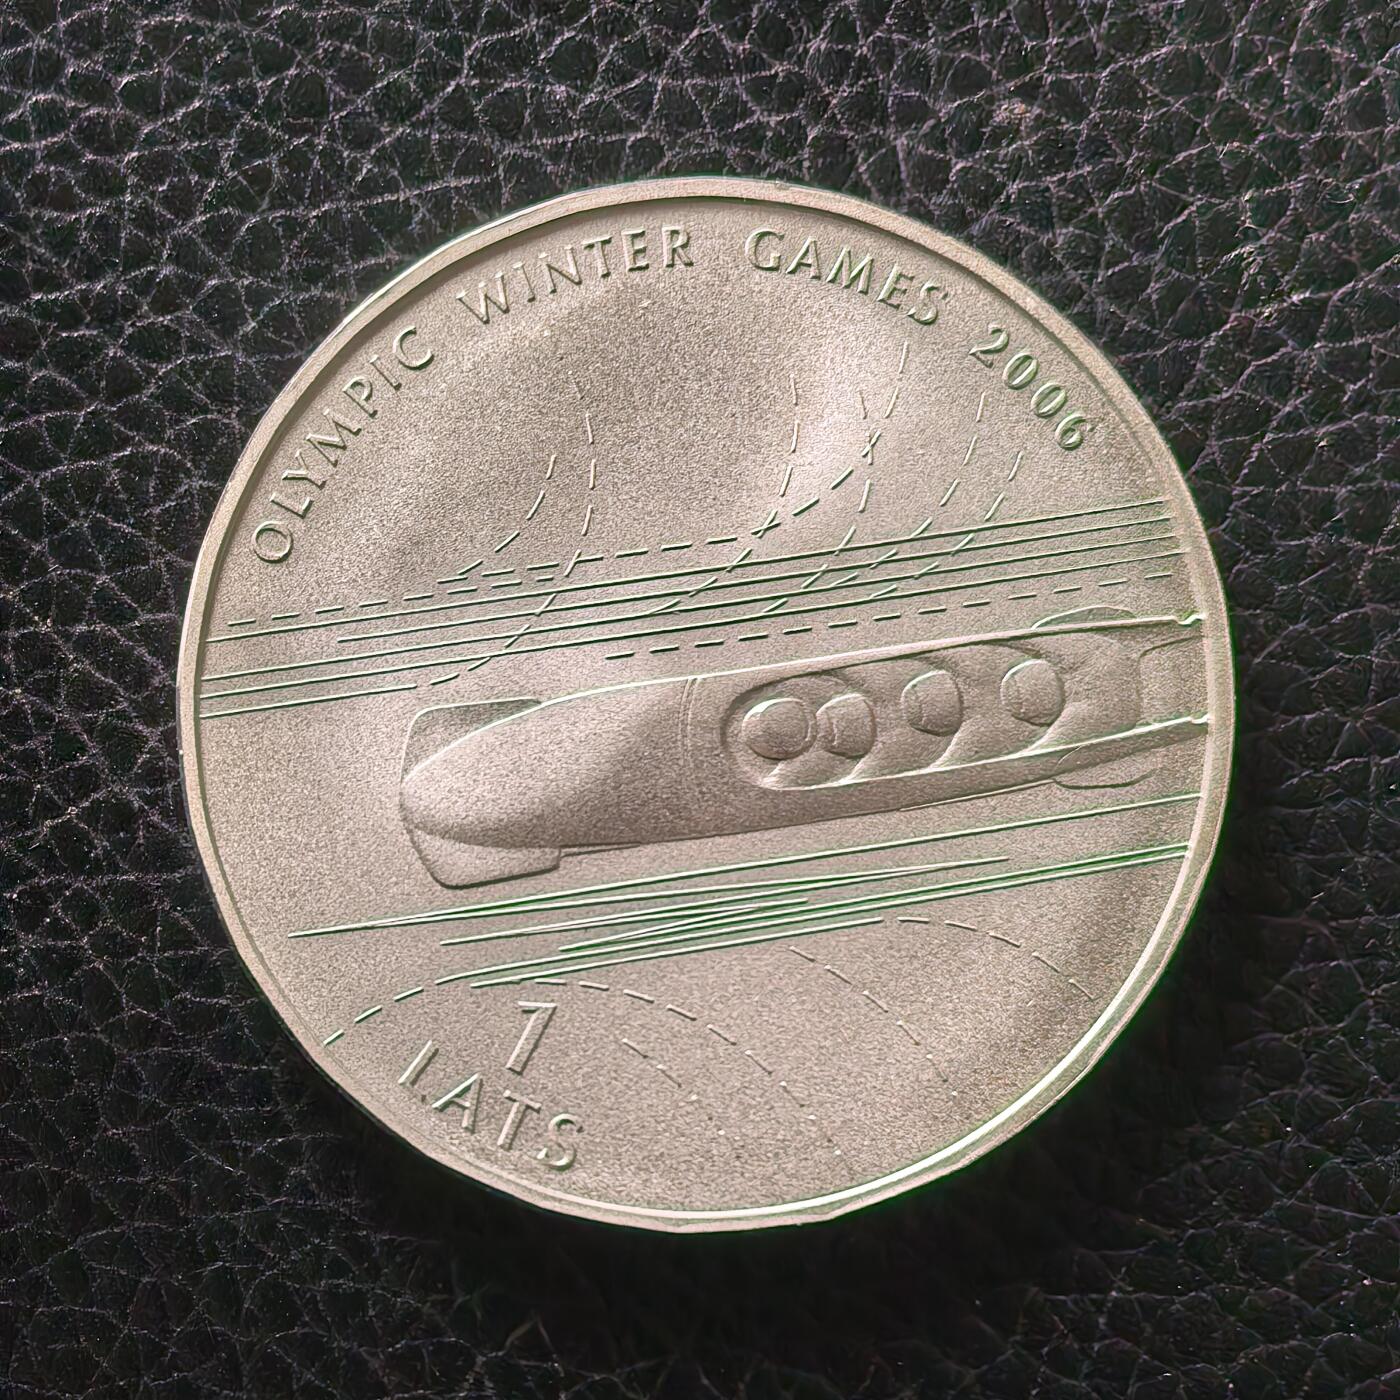 OLYMPIC WINTER GAMES 2006
1
LATS